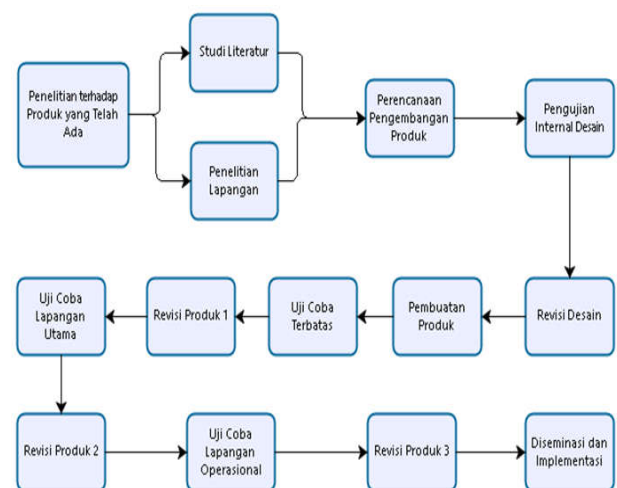 Studi Literatur
Penelitian terhadap
Produk yang Telah
Ada
Penelitian
Lapangan
Perencanaan
Pengembangan
Produk
Pengujian
Internal Desain
Revisi Desain
Pembuatan
Produk
Uji Coba
Terbatas
Revisi Produk 1
Uji Coba
Lapangan
Utama
Revisi Produk 2
Uji Coba
Lapangan
Operasional
Revisi Produk 3
Diseminasi dan
Implementasi